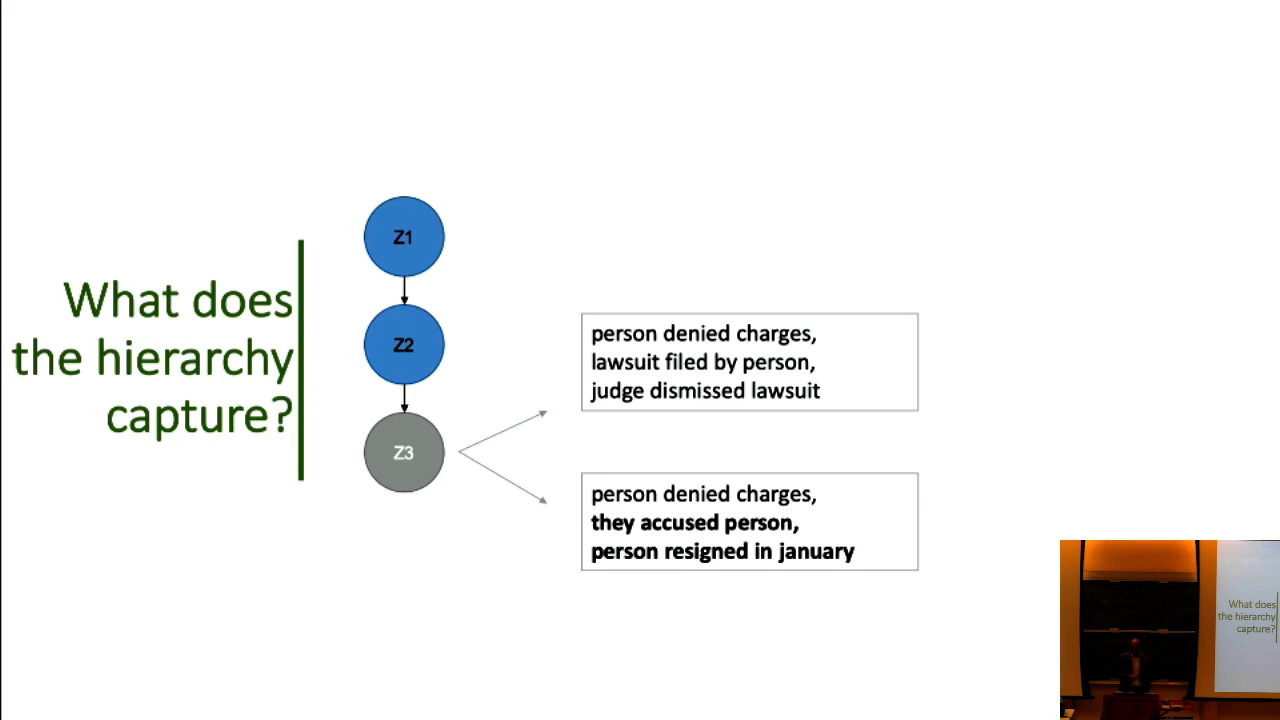 What does
the hierarchy
capture?
Z1
Z2
Z3
person denied charges,
lawsuit filed by person,
judge dismissed lawsuit
person denied charges,
they accused person,
person resigned in january
What does
the hierarchy
capture?